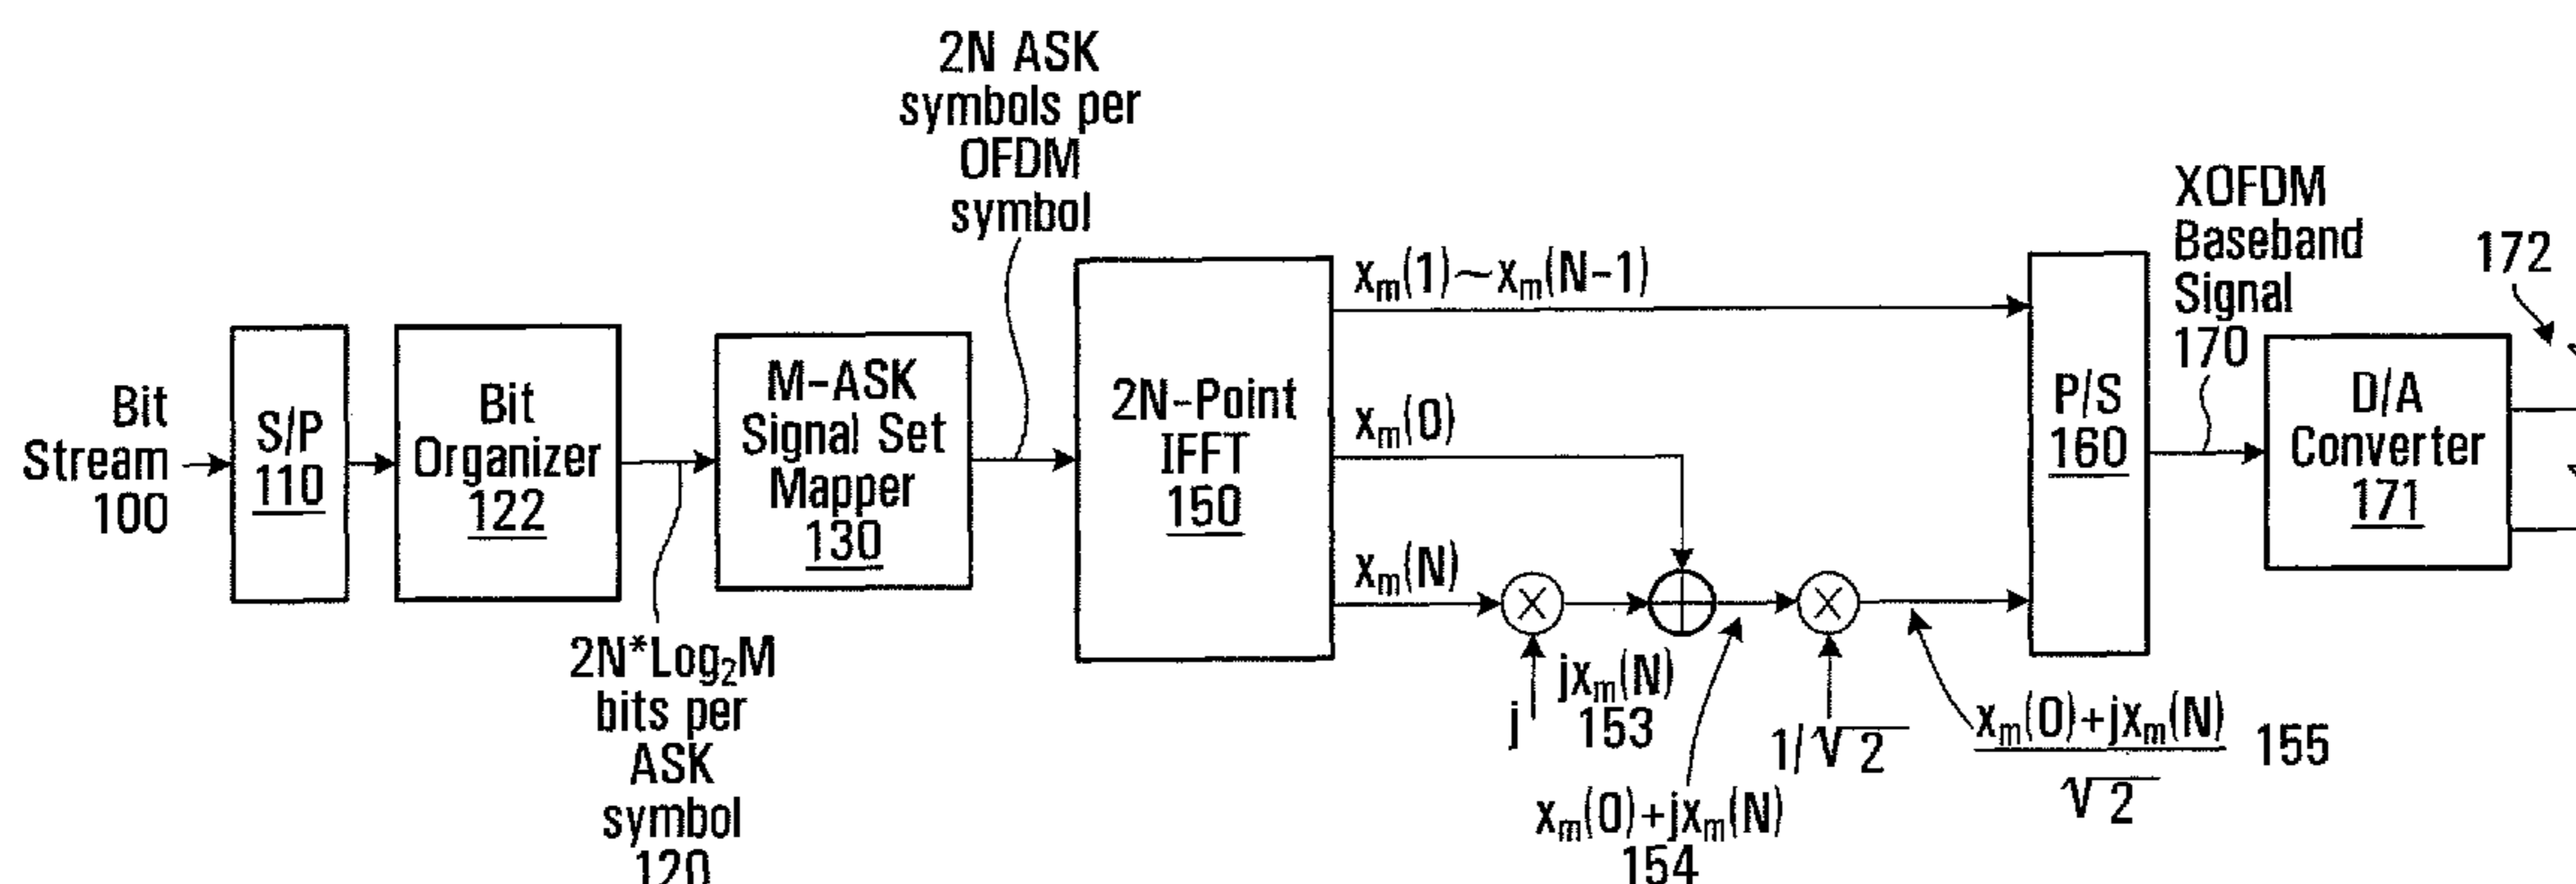 2N ASK
symbols per
OFDM
symbol
Bit
Stream
100
S/P
110
Bit
Organizer
122
2N*Log₂M
bits per
ASK
symbol
120
M-ASK
Signal Set
Mapper
130
2N-Point
IFFT
150
xₘ(1)~xₘ(N-1)
xₘ(0)
xₘ(N)
j
jxₘ(N)
153
xₘ(0)+jxₘ(N)
154
1/√2
xₘ(0)+jxₘ(N)
√2
155
P/S
160
XOFDM
Baseband
Signal
170
D/A
Converter
171
172